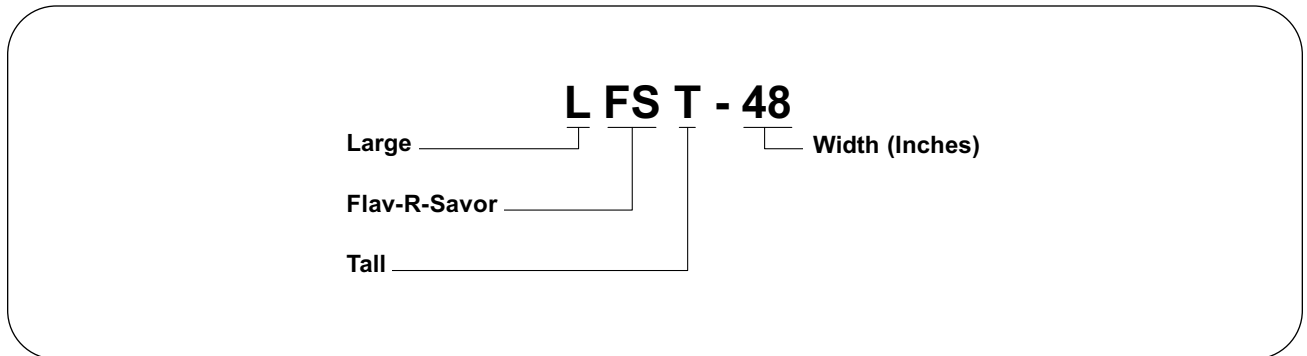 L FS T - 48
Large
Width (Inches)
Flav-R-Savor
Tall